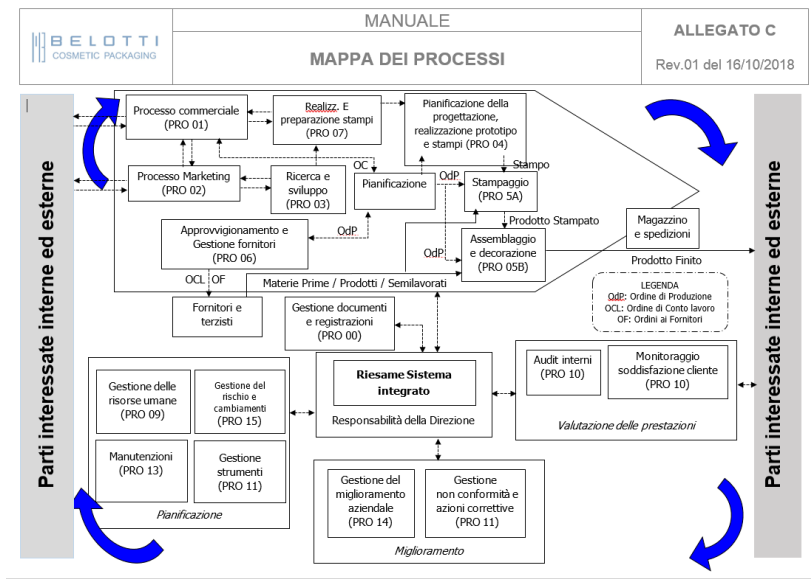 BELOTTI
COSMETIC PACKAGING
MANUALE
MAPPA DEI PROCESSI
ALLEGATO C
Rev.01 del 16/10/2018
Parti interessate interne ed esterne
Processo commerciale
(PRO 01)
Realizz. E
preparazione stampi
(PRO 07)
Pianificazione della
progettazione,
realizzazione prototipo
e stampi (PRO 04)
Processo Marketing
(PRO 02)
Ricerca e
sviluppo
(PRO 03)
OC
Pianificazione
OdP
Stampo
Stampaggio
(PRO 5A)
Approvvigionamento e
Gestione fornitori
(PRO 06)
OdP
OdP
Prodotto Stampato
Assemblaggio
e decorazione
(PRO 05B)
Magazzino
e spedizioni
Prodotto Finito
OCL
OF
Materie Prime / Prodotti / Semilavorati
Fornitori e
terzisti
Gestione documenti
e registrazioni
(PRO 00)
LEGENDA
OdP: Ordine di Produzione
OCL: Ordine di Conto lavoro
OF: Ordini ai Fornitori
Riesame Sistema
integrato
Responsabilità della Direzione
Gestione delle
risorse umane
(PRO 09)
Gestione del
rischio e
cambiamenti
(PRO 15)
Manutenzioni
(PRO 13)
Gestione
strumenti
(PRO 11)
Pianificazione
Audit interni
(PRO 10)
Monitoraggio
soddisfazione cliente
(PRO 10)
Valutazione delle prestazioni
Gestione del
miglioramento
aziendale
(PRO 14)
Gestione
non conformità e
azioni correttive
(PRO 11)
Miglioramento
Parti interessate interne ed esterne